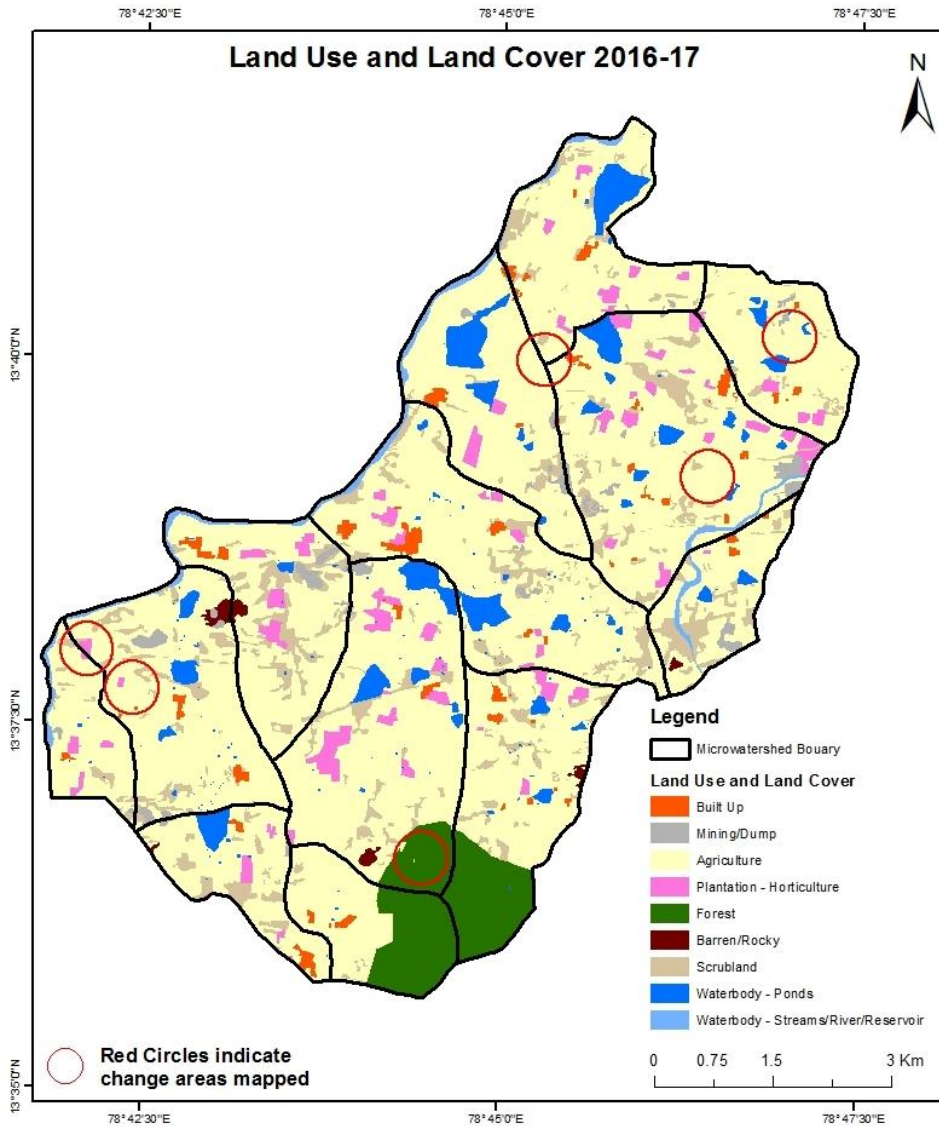 78°42'30"E 78°45'0"E 78°47'30"E
Land Use and Land Cover 2016-17
N
13°40'0"N
13°37'30"N
13°35'0"N
Legend
Microwatershed Bouary
Land Use and Land Cover
Built Up
Mining/Dump
Agriculture
Plantation - Horticulture
Forest
Barren/Rocky
Scrubland
Waterbody - Ponds
Waterbody - Streams/River/Reservoir
0 0.75 1.5 3 Km
Red Circles indicate
change areas mapped
78°42'30"E 78°45'0"E 78°47'30"E